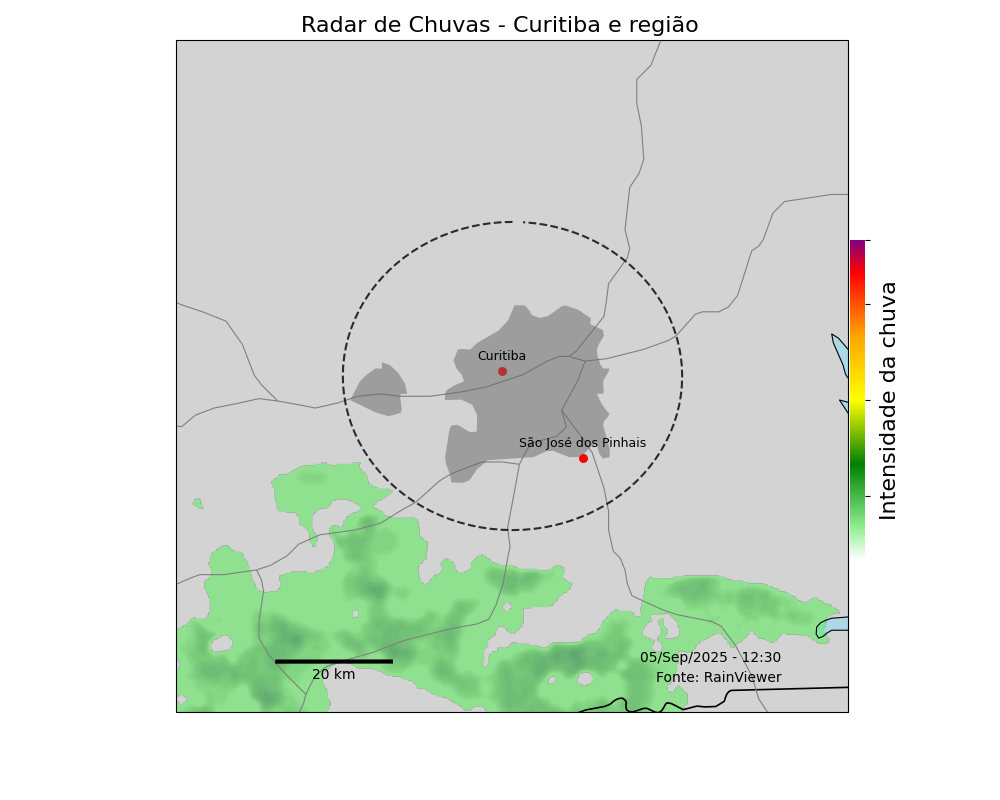 Radar de Chuvas - Curitiba e região
Curitiba
São José dos Pinhais
Intensidade da chuva
05/Sep/2025 - 12:30
20 km
Fonte: RainViewer